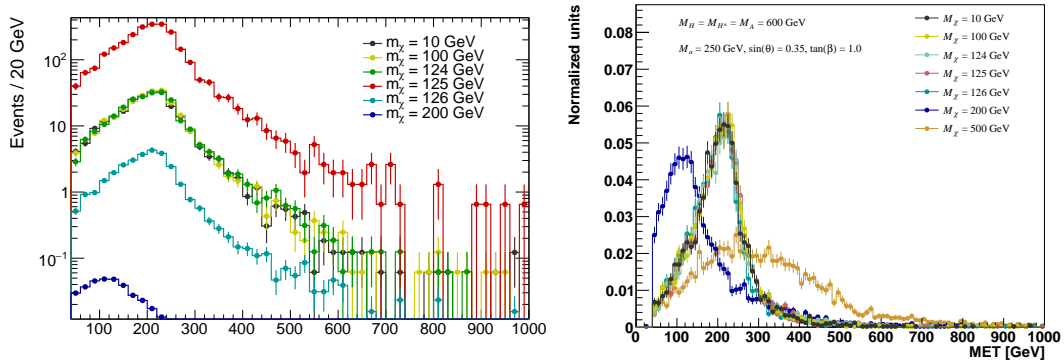 Events / 20 GeV
10²
10
1
10⁻¹
100 200 300 400 500 600 700 800 900 1000
m_χ = 10 GeV
m_χ = 100 GeV
m_χ = 124 GeV
m_χ = 125 GeV
m_χ = 126 GeV
m_χ = 200 GeV
Normalized units
0.08
0.07
0.06
0.05
0.04
0.03
0.02
0.01
0
0 100 200 300 400 500 600 700 800 900 1000
MET [GeV]
M_H = M_H± = M_A = 600 GeV
M_a = 250 GeV, sin(θ) = 0.35, tan(β) = 1.0
M_χ = 10 GeV
M_χ = 100 GeV
M_χ = 124 GeV
M_χ = 125 GeV
M_χ = 126 GeV
M_χ = 200 GeV
M_χ = 500 GeV